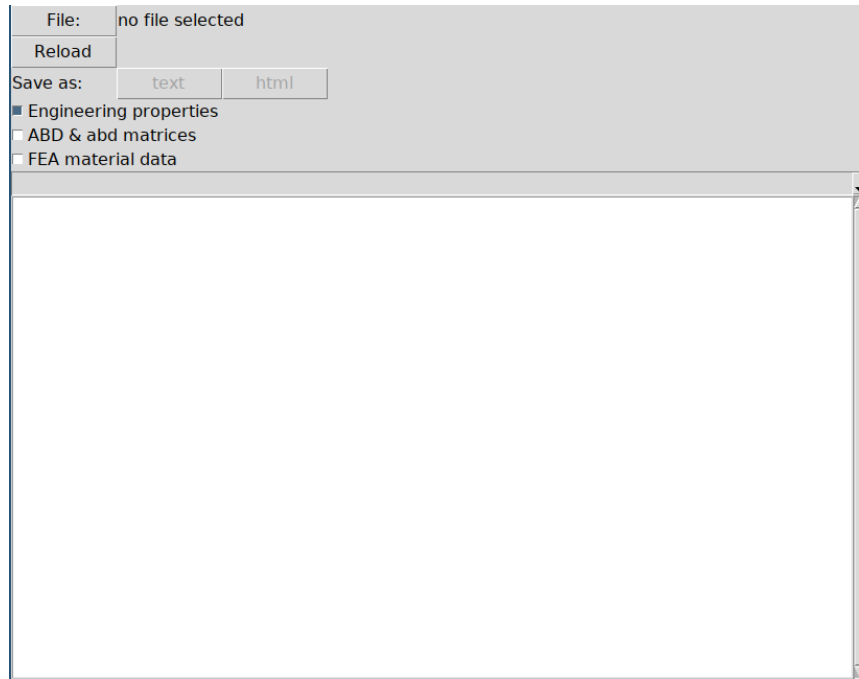 File: no file selected
Reload
Save as: text html
Engineering properties
ABD & abd matrices
FEA material data